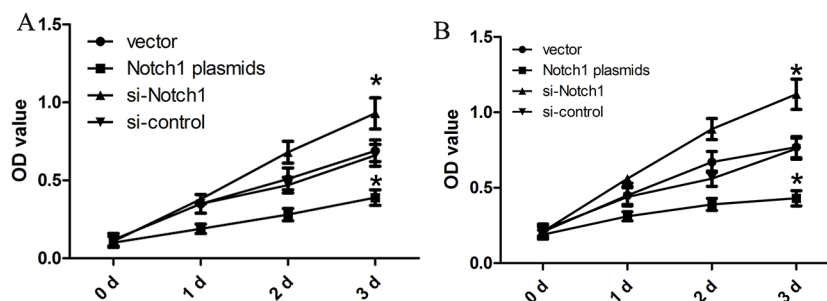 A
1.5
1.0
0.5
0.0
OD value
vector
Notch1 plasmids
si-Notch1
si-control
*
*
0 d
1 d
2 d
3 d
B
1.5
1.0
0.5
0.0
OD value
vector
Notch1 plasmids
si-Notch1
si-control
*
*
0 d
1 d
2 d
3 d